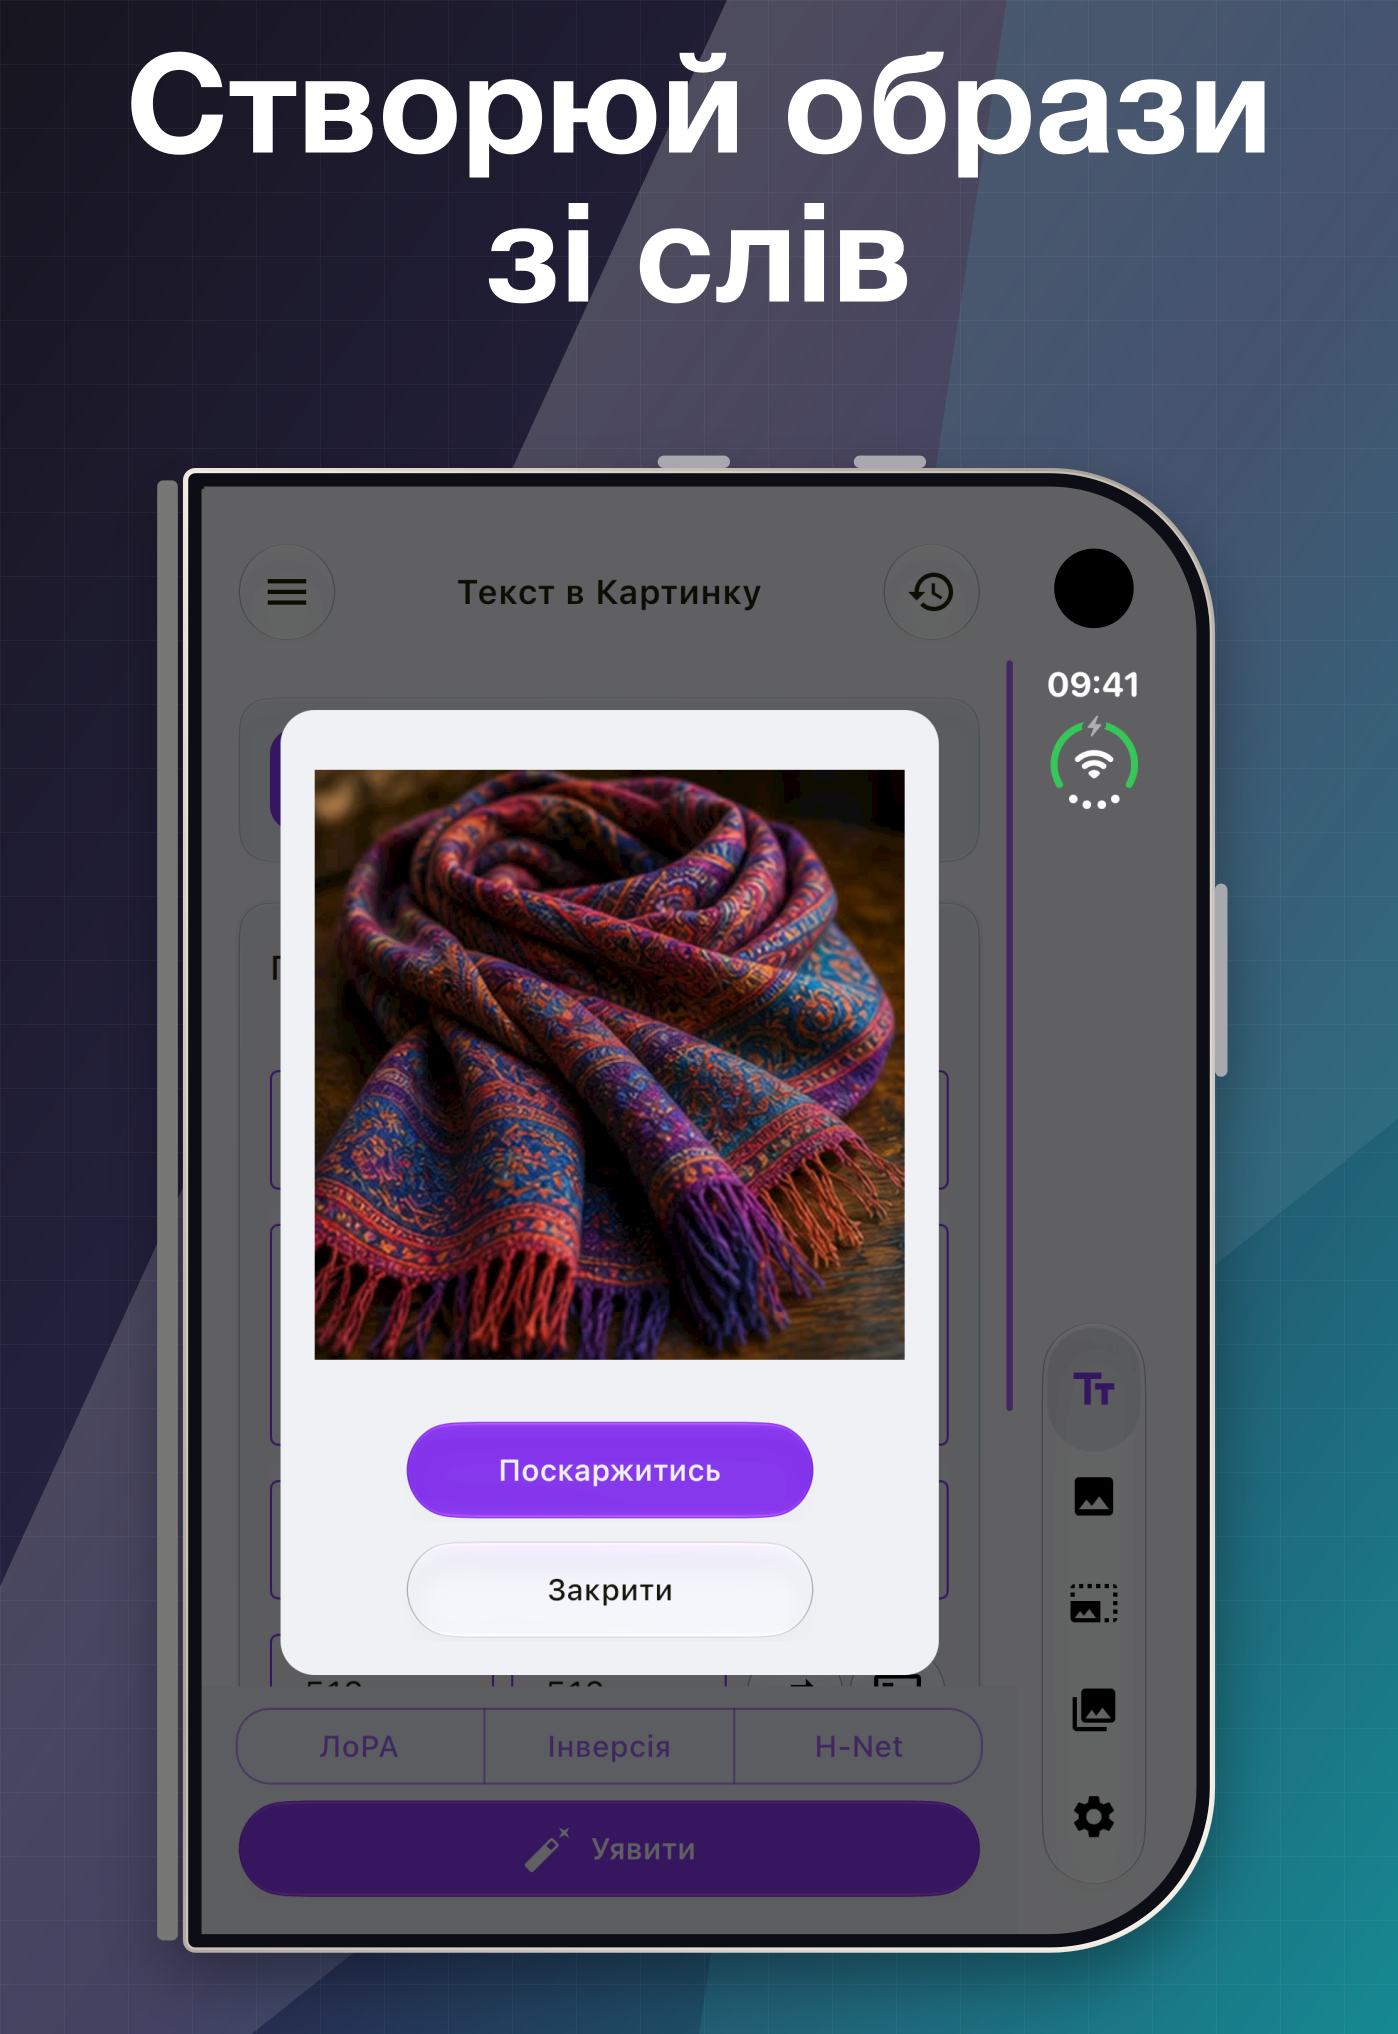 Створюй образи
зі слів
Текст в Картинку
09:41
Поскаржитись
Закрити
ЛоРА
Інверсія
H-Net
Уявити